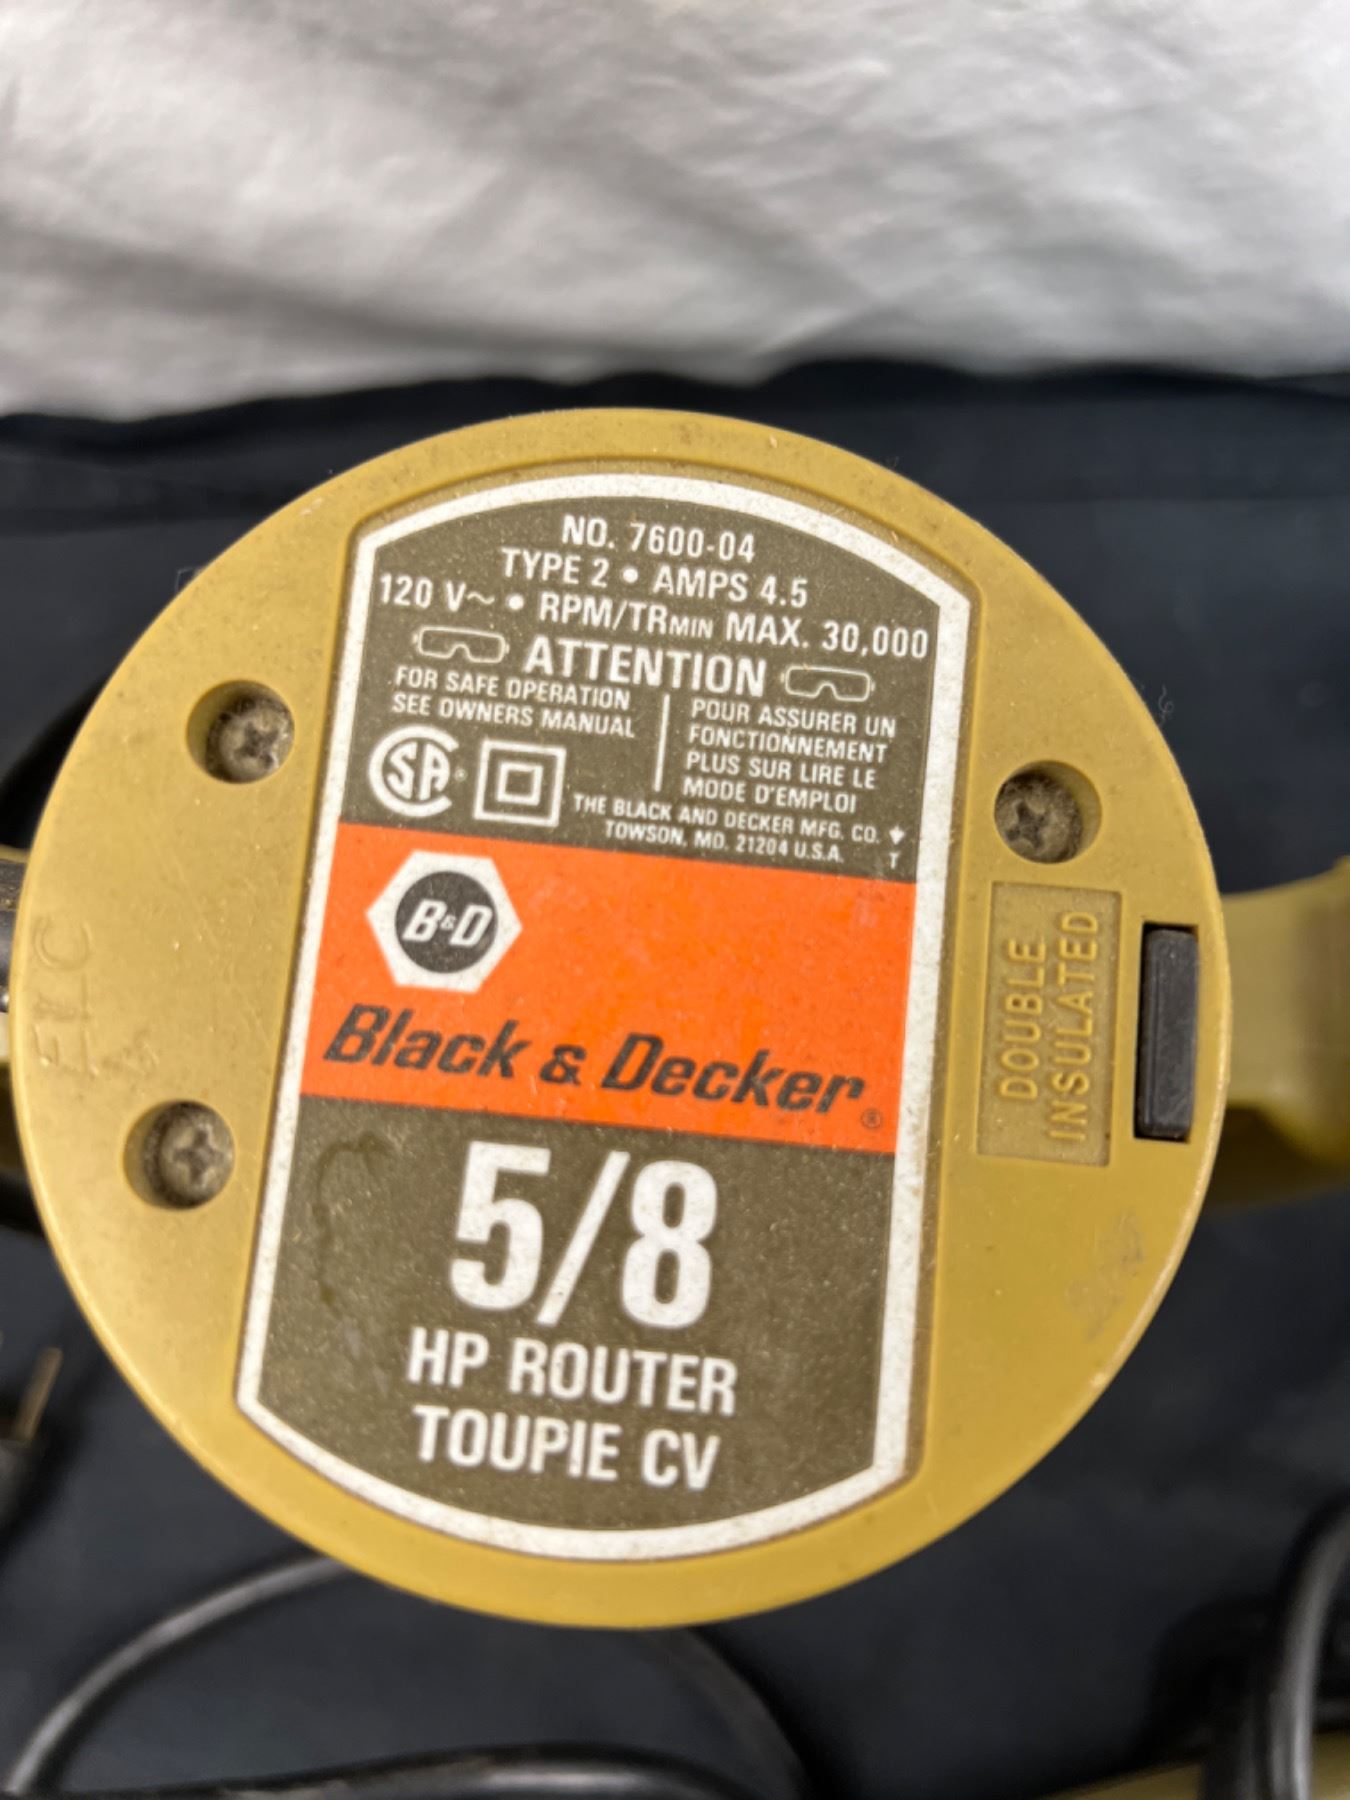 NO. 7600-04
TYPE 2 • AMPS 4.5
120 V~ • RPM/TRMIN MAX. 30,000
ATTENTION
FOR SAFE OPERATION
SEE OWNERS MANUAL
POUR ASSURER UN
FONCTIONNEMENT
PLUS SUR LIRE LE
MODE D'EMPLOI
CSA ®
THE BLACK AND DECKER MFG. CO.
TOWSON, MD. 21204 U.S.A.
T
B&D
Black & Decker ®
5/8
HP ROUTER
TOUPIE CV
DOUBLE
INSULATED
ELC